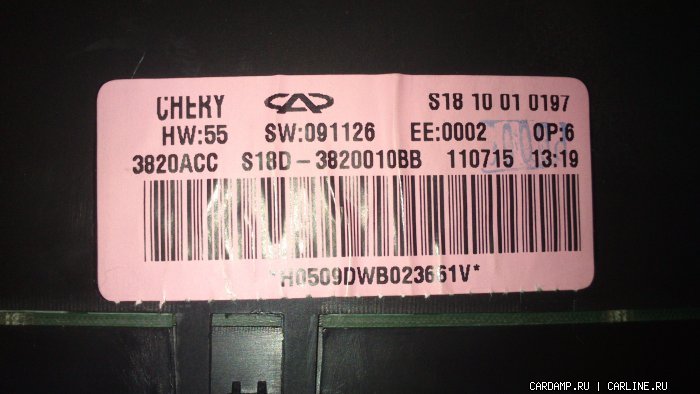 CHERY S18 10 01 0197
HW:55 SW:091126 EE:0002 OP:6
3820ACC S18D-3820010BB 110715 13:19
*H0509DWB023661V*
CARDAMP.RU | CARLINE.RU